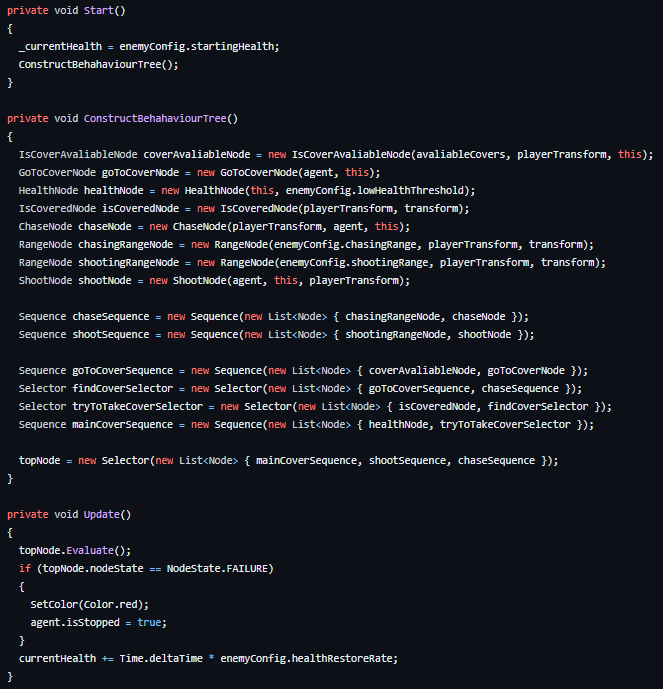 private void Start()
{
  _currentHealth = enemyConfig.startingHealth;
  ConstructBehahaviourTree();
}

private void ConstructBehahaviourTree()
{
  IsCoverAvaliableNode coverAvaliableNode = new IsCoverAvaliableNode(avaliableCovers, playerTransform, this);
  GoToCoverNode goToCoverNode = new GoToCoverNode(agent, this);
  HealthNode healthNode = new HealthNode(this, enemyConfig.lowHealthThreshold);
  IsCoveredNode isCoveredNode = new IsCoveredNode(playerTransform, transform);
  ChaseNode chaseNode = new ChaseNode(playerTransform, agent, this);
  RangeNode chasingRangeNode = new RangeNode(enemyConfig.chasingRange, playerTransform, transform);
  RangeNode shootingRangeNode = new RangeNode(enemyConfig.shootingRange, playerTransform, transform);
  ShootNode shootNode = new ShootNode(agent, this, playerTransform);

  Sequence chaseSequence = new Sequence(new List<Node> { chasingRangeNode, chaseNode });
  Sequence shootSequence = new Sequence(new List<Node> { shootingRangeNode, shootNode });

  Sequence goToCoverSequence = new Sequence(new List<Node> { coverAvaliableNode, goToCoverNode });
  Selector findCoverSelector = new Selector(new List<Node> { goToCoverSequence, chaseSequence });
  Selector tryToTakeCoverSelector = new Selector(new List<Node> { isCoveredNode, findCoverSelector });
  Sequence mainCoverSequence = new Sequence(new List<Node> { healthNode, tryToTakeCoverSelector });

  topNode = new Selector(new List<Node> { mainCoverSequence, shootSequence, chaseSequence });
}

private void Update()
{
  topNode.Evaluate();
  if (topNode.nodeState == NodeState.FAILURE)
  {
    SetColor(Color.red);
    agent.isStopped = true;
  }
  currentHealth += Time.deltaTime * enemyConfig.healthRestoreRate;
}